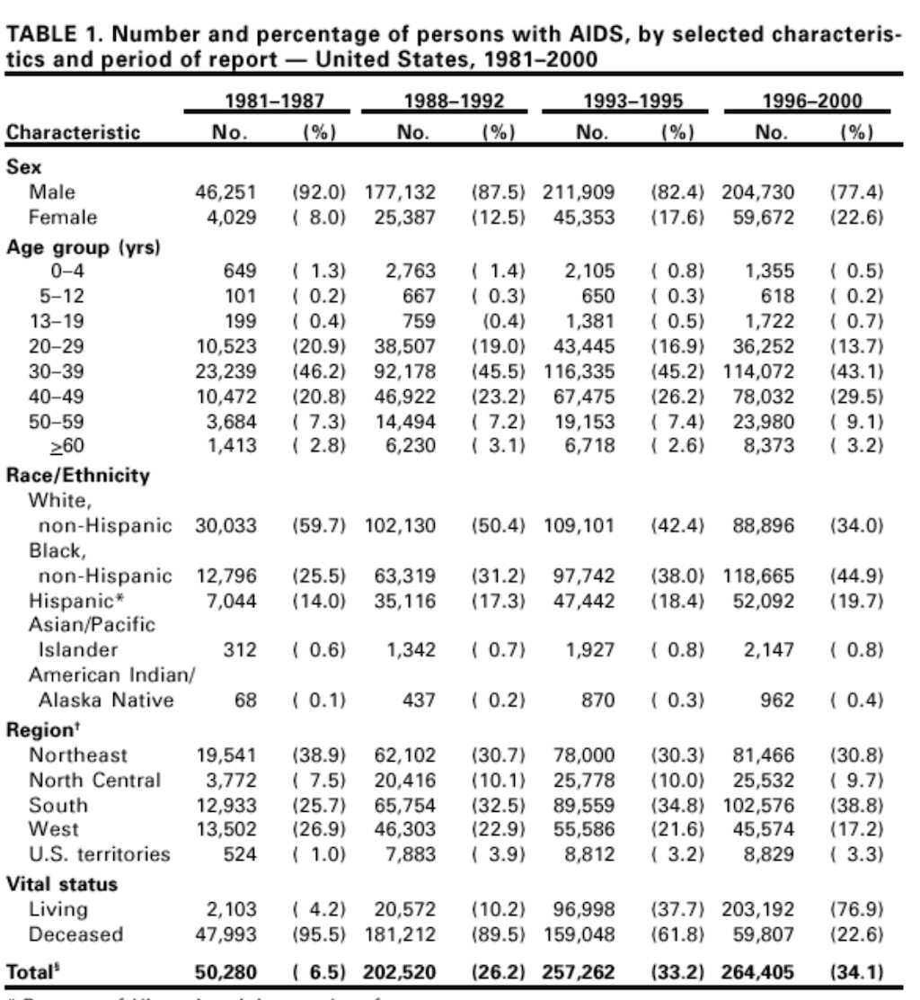 TABLE 1. Number and percentage of persons with AIDS, by selected characteris-
tics and period of report — United States, 1981–2000
1981–1987 1988–1992 1993–1995 1996–2000
Characteristic No. (%) No. (%) No. (%) No. (%)
Sex
Male 46,251 (92.0) 177,132 (87.5) 211,909 (82.4) 204,730 (77.4)
Female 4,029 ( 8.0) 25,387 (12.5) 45,353 (17.6) 59,672 (22.6)
Age group (yrs)
0–4 649 ( 1.3) 2,763 ( 1.4) 2,105 ( 0.8) 1,355 ( 0.5)
5–12 101 ( 0.2) 667 ( 0.3) 650 ( 0.3) 618 ( 0.2)
13–19 199 ( 0.4) 759 (0.4) 1,381 ( 0.5) 1,722 ( 0.7)
20–29 10,523 (20.9) 38,507 (19.0) 43,445 (16.9) 36,252 (13.7)
30–39 23,239 (46.2) 92,178 (45.5) 116,335 (45.2) 114,072 (43.1)
40–49 10,472 (20.8) 46,922 (23.2) 67,475 (26.2) 78,032 (29.5)
50–59 3,684 ( 7.3) 14,494 ( 7.2) 19,153 ( 7.4) 23,980 ( 9.1)
≥60 1,413 ( 2.8) 6,230 ( 3.1) 6,718 ( 2.6) 8,373 ( 3.2)
Race/Ethnicity
White,
non-Hispanic 30,033 (59.7) 102,130 (50.4) 109,101 (42.4) 88,896 (34.0)
Black,
non-Hispanic 12,796 (25.5) 63,319 (31.2) 97,742 (38.0) 118,665 (44.9)
Hispanic* 7,044 (14.0) 35,116 (17.3) 47,442 (18.4) 52,092 (19.7)
Asian/Pacific
Islander 312 ( 0.6) 1,342 ( 0.7) 1,927 ( 0.8) 2,147 ( 0.8)
American Indian/
Alaska Native 68 ( 0.1) 437 ( 0.2) 870 ( 0.3) 962 ( 0.4)
Region†
Northeast 19,541 (38.9) 62,102 (30.7) 78,000 (30.3) 81,466 (30.8)
North Central 3,772 ( 7.5) 20,416 (10.1) 25,778 (10.0) 25,532 ( 9.7)
South 12,933 (25.7) 65,754 (32.5) 89,559 (34.8) 102,576 (38.8)
West 13,502 (26.9) 46,303 (22.9) 55,586 (21.6) 45,574 (17.2)
U.S. territories 524 ( 1.0) 7,883 ( 3.9) 8,812 ( 3.2) 8,829 ( 3.3)
Vital status
Living 2,103 ( 4.2) 20,572 (10.2) 96,998 (37.7) 203,192 (76.9)
Deceased 47,993 (95.5) 181,212 (89.5) 159,048 (61.8) 59,807 (22.6)
Total§ 50,280 ( 6.5) 202,520 (26.2) 257,262 (33.2) 264,405 (34.1)